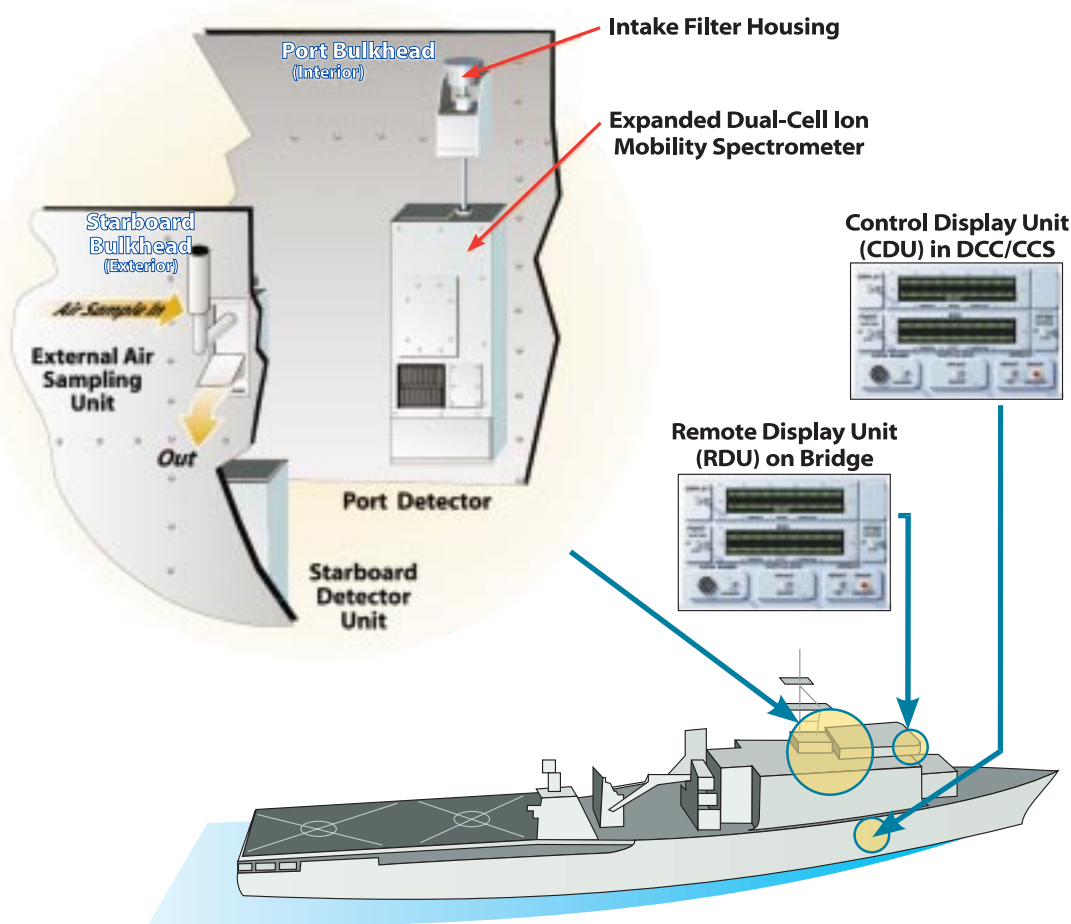 Intake Filter Housing
Port Bulkhead
(Interior)
Expanded Dual-Cell Ion
Mobility Spectrometer
Starboard
Bulkhead
(Exterior)
Air Sample In
External Air
Sampling
Unit
Out
Port Detector
Starboard
Detector
Unit
Control Display Unit
(CDU) in DCC/CCS
Remote Display Unit
(RDU) on Bridge